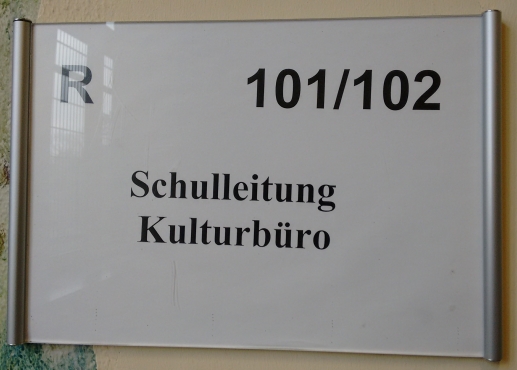 R 101/102
Schulleitung
Kulturbüro